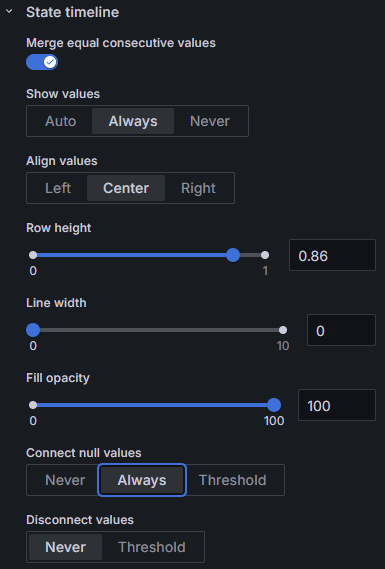 State timeline
Merge equal consecutive values
Show values
Auto Always Never
Align values
Left Center Right
Row height
0.86
0 1
Line width
0
0 10
Fill opacity
100
0 100
Connect null values
Never Always Threshold
Disconnect values
Never Threshold